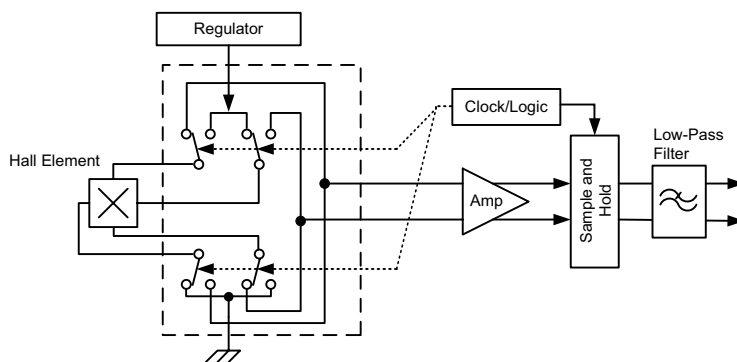 Regulator
Clock/Logic
Low-Pass
Filter
Hall Element
Amp
Sample and
Hold